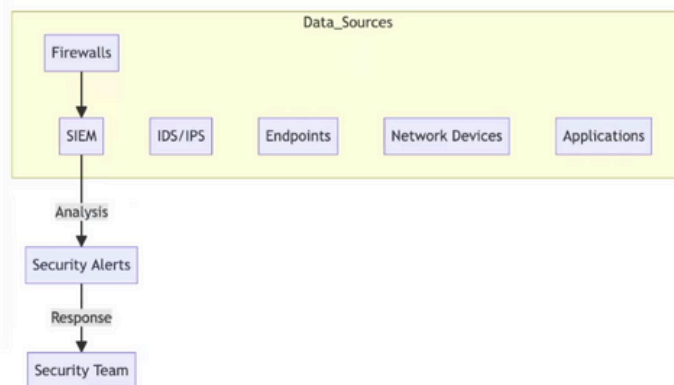 Data_Sources
Firewalls
SIEM IDS/IPS Endpoints Network Devices Applications
Analysis
Security Alerts
Response
Security Team